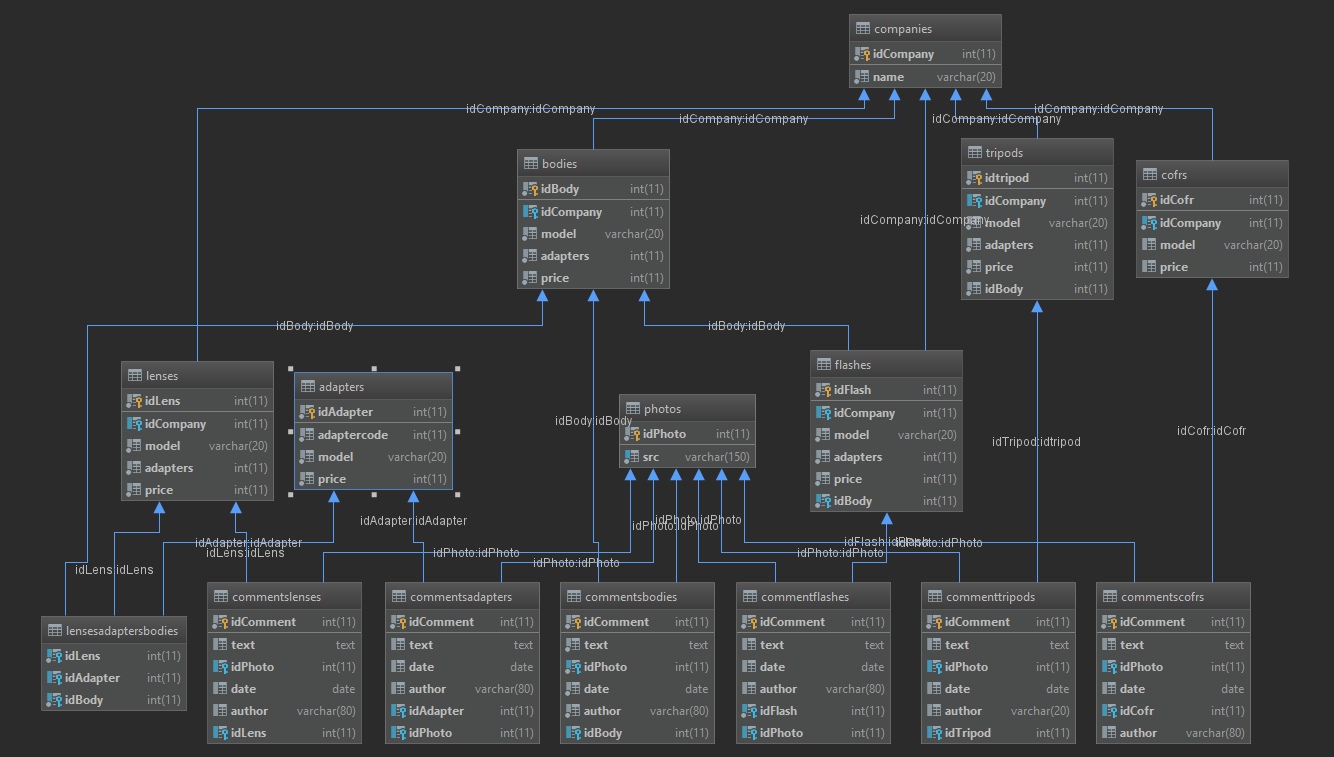 companies
idCompany int(11)
name varchar(20)
idCompany:idCompany
idCompany:idCompany
idCompany:idCompany
idCompany:idCompany
idCompany:idCompany
bodies
idBody int(11)
idCompany int(11)
model varchar(20)
adapters int(11)
price int(11)
tripods
idtripod int(11)
idCompany int(11)
model varchar(20)
adapters int(11)
price int(11)
idBody int(11)
cofrs
idCofr int(11)
idCompany int(11)
model varchar(20)
price int(11)
idBody:idBody
idBody:idBody
lenses
idLens int(11)
idCompany int(11)
model varchar(20)
adapters int(11)
price int(11)
adapters
idAdapter int(11)
adaptercode int(11)
model varchar(20)
price int(11)
idBody:idBody
photos
idPhoto int(11)
src varchar(150)
flashes
idFlash int(11)
idCompany int(11)
model varchar(20)
adapters int(11)
price int(11)
idBody int(11)
idTripod:idtripod
idCofr:idCofr
idAdapter:idAdapter
idPhoto:idPhoto
idPhoto:idPhoto
idAdapter:idAdapter
idLens:idLens
idPhoto:idPhoto
idPhoto:idPhoto
idFlash:idFlash
idPhoto:idPhoto
idLens:idLens
idPhoto:idPhoto
lensesadaptersbodies
idLens int(11)
idAdapter int(11)
idBody int(11)
commentslenses
idComment int(11)
text text
idPhoto int(11)
date date
author varchar(80)
idLens int(11)
commentsadapters
idComment int(11)
text text
date date
author varchar(80)
idAdapter int(11)
idPhoto int(11)
commentsbodies
idComment int(11)
text text
idPhoto int(11)
date date
author varchar(80)
idBody int(11)
commentflashes
idComment int(11)
text text
date date
author varchar(80)
idFlash int(11)
idPhoto int(11)
commenttripods
idComment int(11)
text text
idPhoto int(11)
date date
author varchar(20)
idTripod int(11)
commentscofrs
idComment int(11)
text text
idPhoto int(11)
date date
idCofr int(11)
author varchar(80)